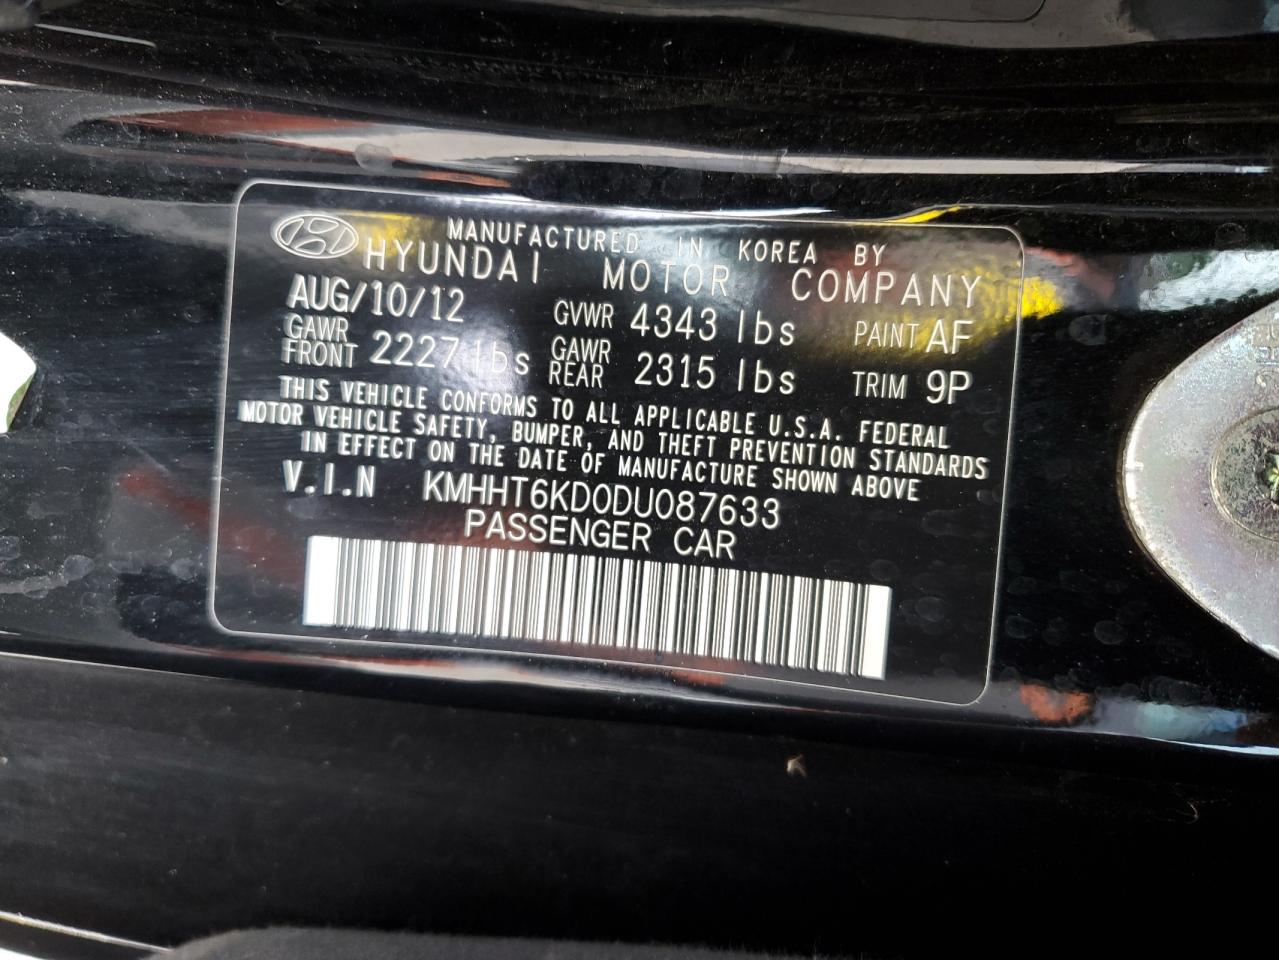 MANUFACTURED IN KOREA BY
HYUNDAI MOTOR COMPANY
AUG/10/12 GVWR 4343 lbs PAINT AF
GAWR FRONT 2227 lbs GAWR REAR 2315 lbs TRIM 9P
THIS VEHICLE CONFORMS TO ALL APPLICABLE U.S.A. FEDERAL
MOTOR VEHICLE SAFETY, BUMPER, AND THEFT PREVENTION STANDARDS
IN EFFECT ON THE DATE OF MANUFACTURE SHOWN ABOVE
V.I.N KMHHT6KD0DU087633
PASSENGER CAR